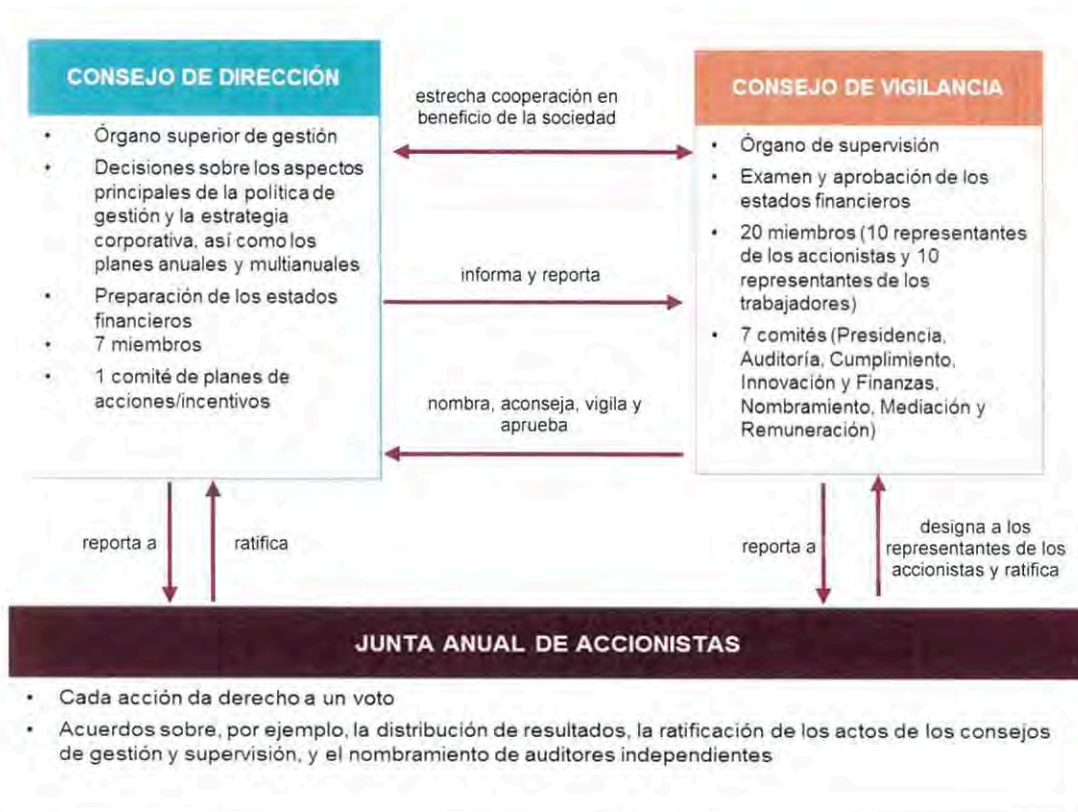 CONSEJO DE DIRECCIÓN
• Órgano superior de gestión
• Decisiones sobre los aspectos
principales de la política de
gestión y la estrategia
corporativa, así como los
planes anuales y multianuales
• Preparación de los estados
financieros
• 7 miembros
• 1 comité de planes de
acciones/incentivos
estrecha cooperación en
beneficio de la sociedad
informa y reporta
nombra, aconseja, vigila y
aprueba
CONSEJO DE VIGILANCIA
• Órgano de supervisión
• Examen y aprobación de los
estados financieros
• 20 miembros (10 representantes
de los accionistas y 10
representantes de los
trabajadores)
• 7 comités (Presidencia,
Auditoría, Cumplimiento,
Innovación y Finanzas,
Nombramiento, Mediación y
Remuneración)
reporta a
ratifica
reporta a
designa a los
representantes de los
accionistas y ratifica
JUNTA ANUAL DE ACCIONISTAS
• Cada acción da derecho a un voto
• Acuerdos sobre, por ejemplo, la distribución de resultados, la ratificación de los actos de los consejos
de gestión y supervisión, y el nombramiento de auditores independientes